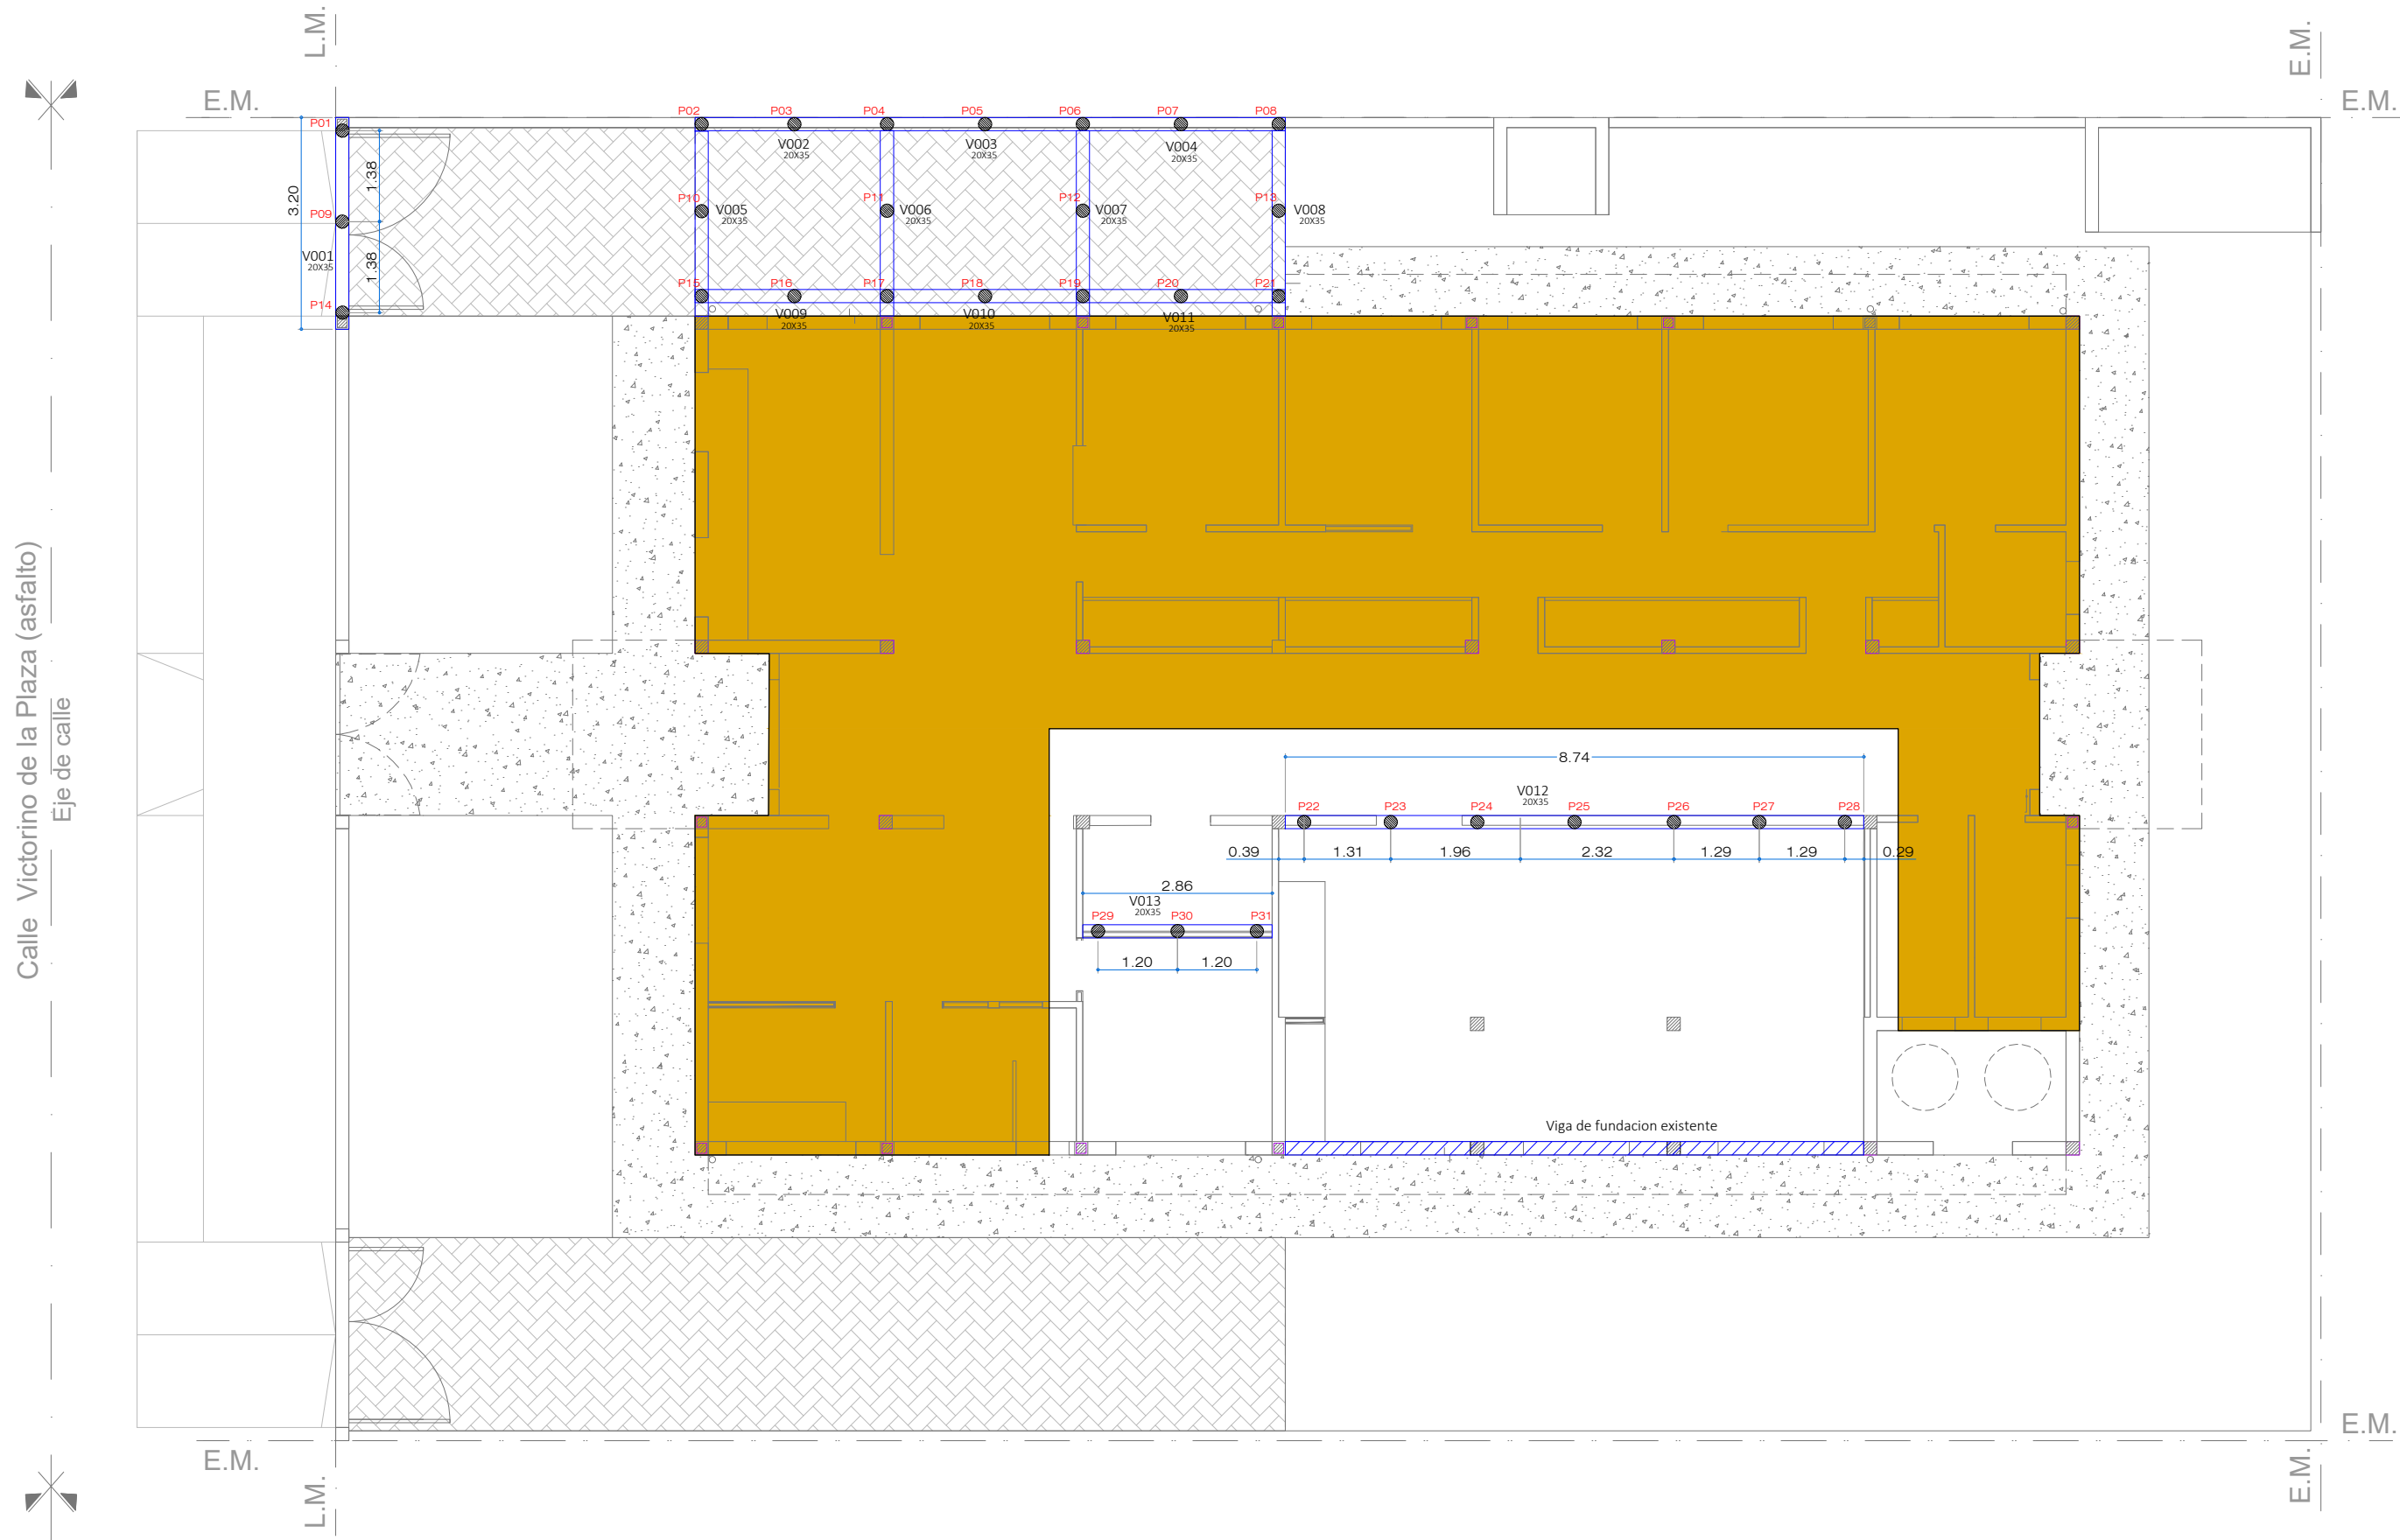 L.M.
E.M.
E.M.
E.M.
P01
P02
P03
P04
P05
P06
P07
P08
V002
20X35
V003
20X35
V004
20X35
1.38
3.20
P09
P10
V005
20X35
P11
V006
20X35
P12
V007
20X35
P13
V008
20X35
V001
20X35
1.38
P14
P15
P16
P17
P18
P19
P20
P21
V009
20X35
V010
20X35
V011
20X35
Calle Victorino de la Plaza (asfalto)
Eje de calle
8.74
V012
20X35
P22
P23
P24
P25
P26
P27
P28
0.39
1.31
1.96
2.32
1.29
1.29
0.29
2.86
V013
20X35
P29
P30
P31
1.20
1.20
Viga de fundacion existente
E.M.
E.M.
L.M.
E.M.